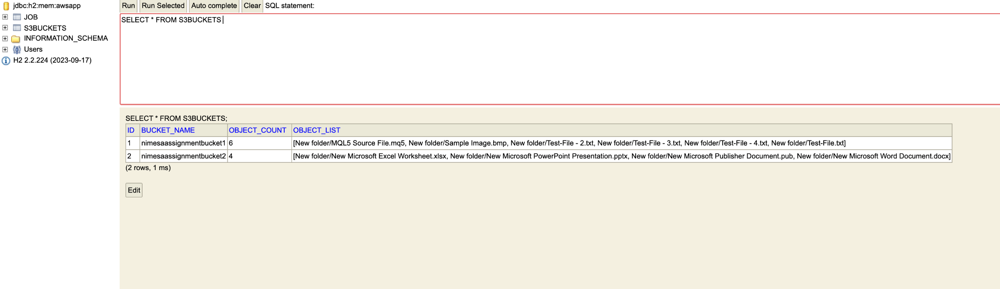 jdbc:h2:mem:awsapp
JOB
S3BUCKETS
INFORMATION_SCHEMA
Users
H2 2.2.224 (2023-09-17)
Run Run Selected Auto complete Clear SQL statement:
SELECT * FROM S3BUCKETS
SELECT * FROM S3BUCKETS;
ID BUCKET_NAME OBJECT_COUNT OBJECT_LIST
1 nimesaassignmentbucket1 6 [New folder/MQL5 Source File.mq5, New folder/Sample Image.bmp, New folder/Test-File - 2.txt, New folder/Test-File - 3.txt, New folder/Test-File - 4.txt, New folder/Test-File.txt]
2 nimesaassignmentbucket2 4 [New folder/New Microsoft Excel Worksheet.xlsx, New folder/New Microsoft PowerPoint Presentation.pptx, New folder/New Microsoft Publisher Document.pub, New folder/New Microsoft Word Document.docx]
(2 rows, 1 ms)
Edit